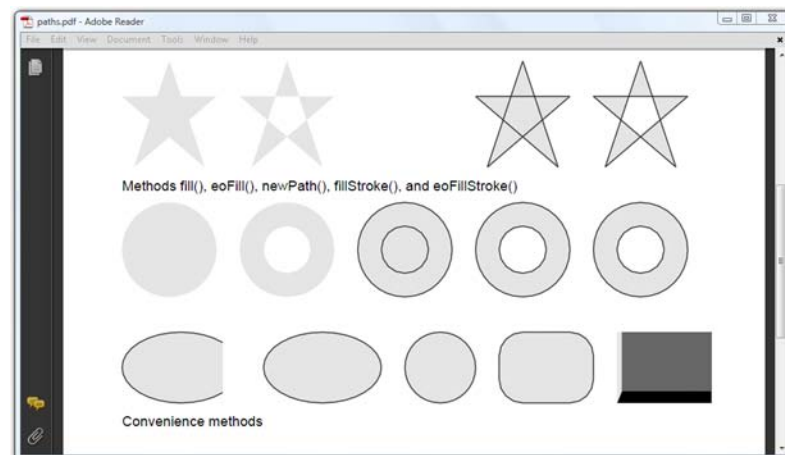 paths.pdf - Adobe Reader
File Edit View Document Tools Window Help
Methods fill(), eoFill(), newPath(), fillStroke(), and eoFillStroke()
Convenience methods